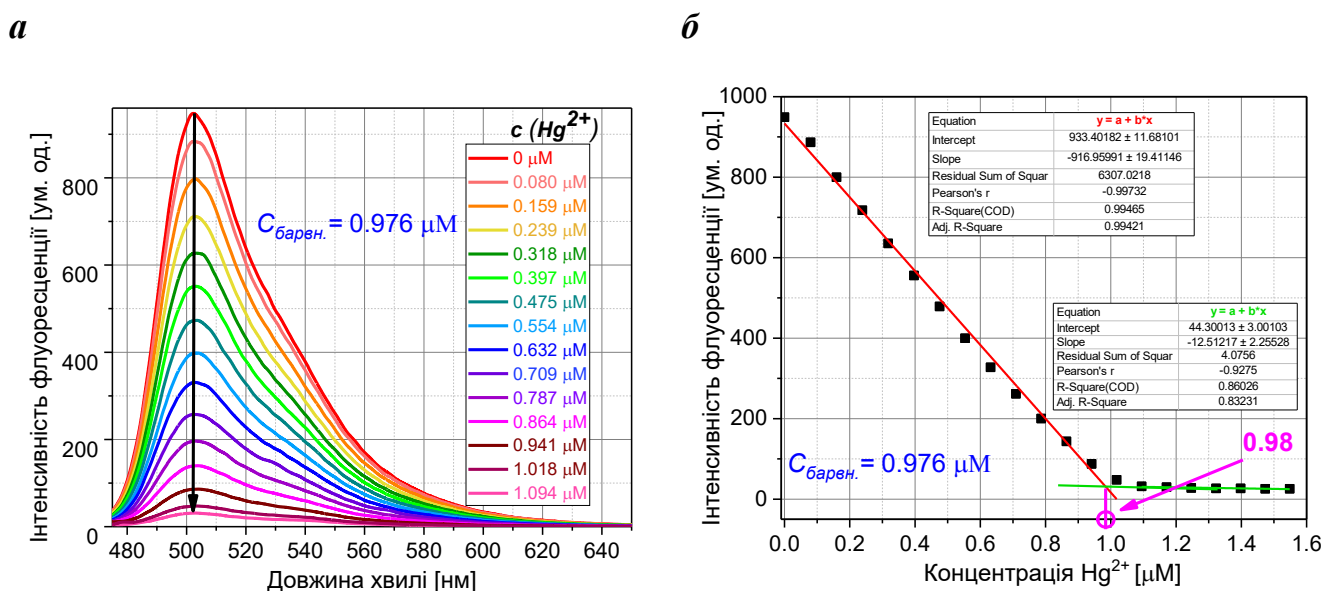 а
б
Інтенсивність флуоресценції [ум. од.]
800
600
400
200
0
480
500
520
540
560
580
600
620
640
Довжина хвилі [нм]
Cбарвн. = 0.976 μM
c (Hg2+)
0 μM
0.080 μM
0.159 μM
0.239 μM
0.318 μM
0.397 μM
0.475 μM
0.554 μM
0.632 μM
0.709 μM
0.787 μM
0.864 μM
0.941 μM
1.018 μM
1.094 μM
Інтенсивність флуоресценції [ум. од.]
1000
800
600
400
200
0
0.0
0.2
0.4
0.6
0.8
1.0
1.2
1.4
1.6
Концентрація Hg2+ [μM]
Equation y = a + b*x
Intercept 933.40182 ± 11.68101
Slope -916.95991 ± 19.41146
Residual Sum of Squar 6307.0218
Pearson's r -0.99732
R-Square(COD) 0.99465
Adj. R-Square 0.99421
Equation y = a + b*x
Intercept 44.30013 ± 3.00103
Slope -12.51217 ± 2.25528
Residual Sum of Squar 4.0756
Pearson's r -0.9275
R-Square(COD) 0.86026
Adj. R-Square 0.83231
0.98
Cбарвн. = 0.976 μM